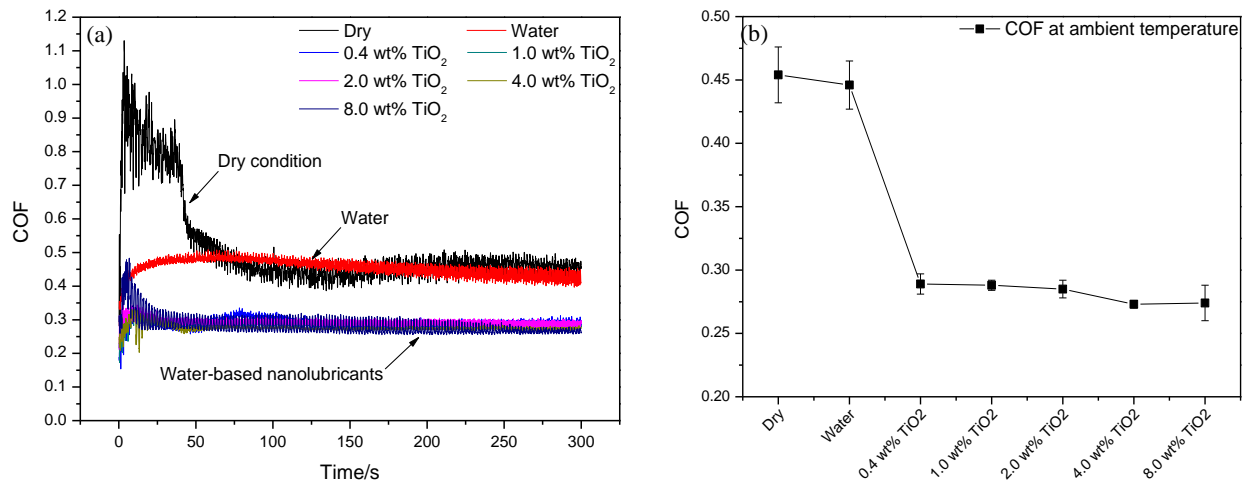 (a)
Dry
Water
0.4 wt% TiO2
1.0 wt% TiO2
2.0 wt% TiO2
4.0 wt% TiO2
8.0 wt% TiO2
Dry condition
Water
Water-based nanolubricants
COF
1.2
1.1
1.0
0.9
0.8
0.7
0.6
0.5
0.4
0.3
0.2
0.1
0.0
0 50 100 150 200 250 300
Time/s
(b)
COF at ambient temperature
COF
0.50
0.45
0.40
0.35
0.30
0.25
0.20
Dry
Water
0.4 wt% TiO2
1.0 wt% TiO2
2.0 wt% TiO2
4.0 wt% TiO2
8.0 wt% TiO2